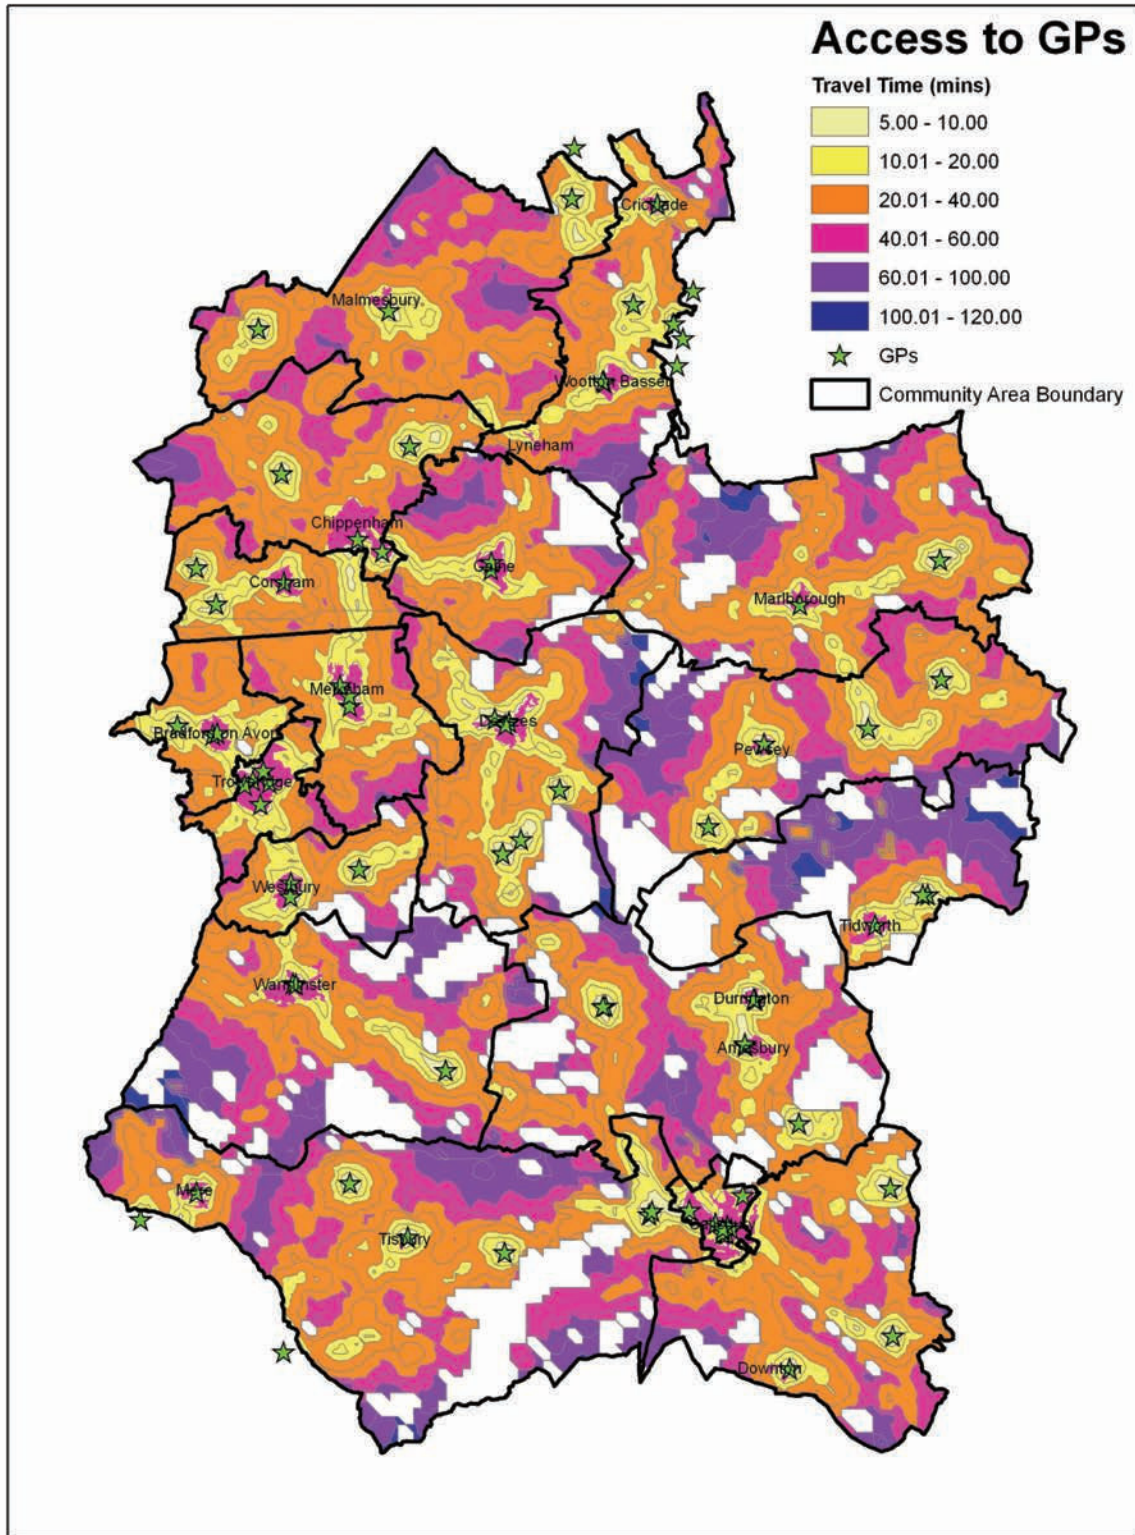 Access to GPs
Travel Time (mins)
5.00 - 10.00
10.01 - 20.00
20.01 - 40.00
40.01 - 60.00
60.01 - 100.00
100.01 - 120.00
GPs
Community Area Boundary
Cricklade
Malmesbury
Wootton Basset
Lyneham
Chippenham
Calne
Corsham
Marlborough
Melksham
Devizes
Bradford on Avon
Pewsey
Trowbridge
Westbury
Tidworth
Warminster
Durrington
Amesbury
Mere
Salisbury
Tisbury
Downton